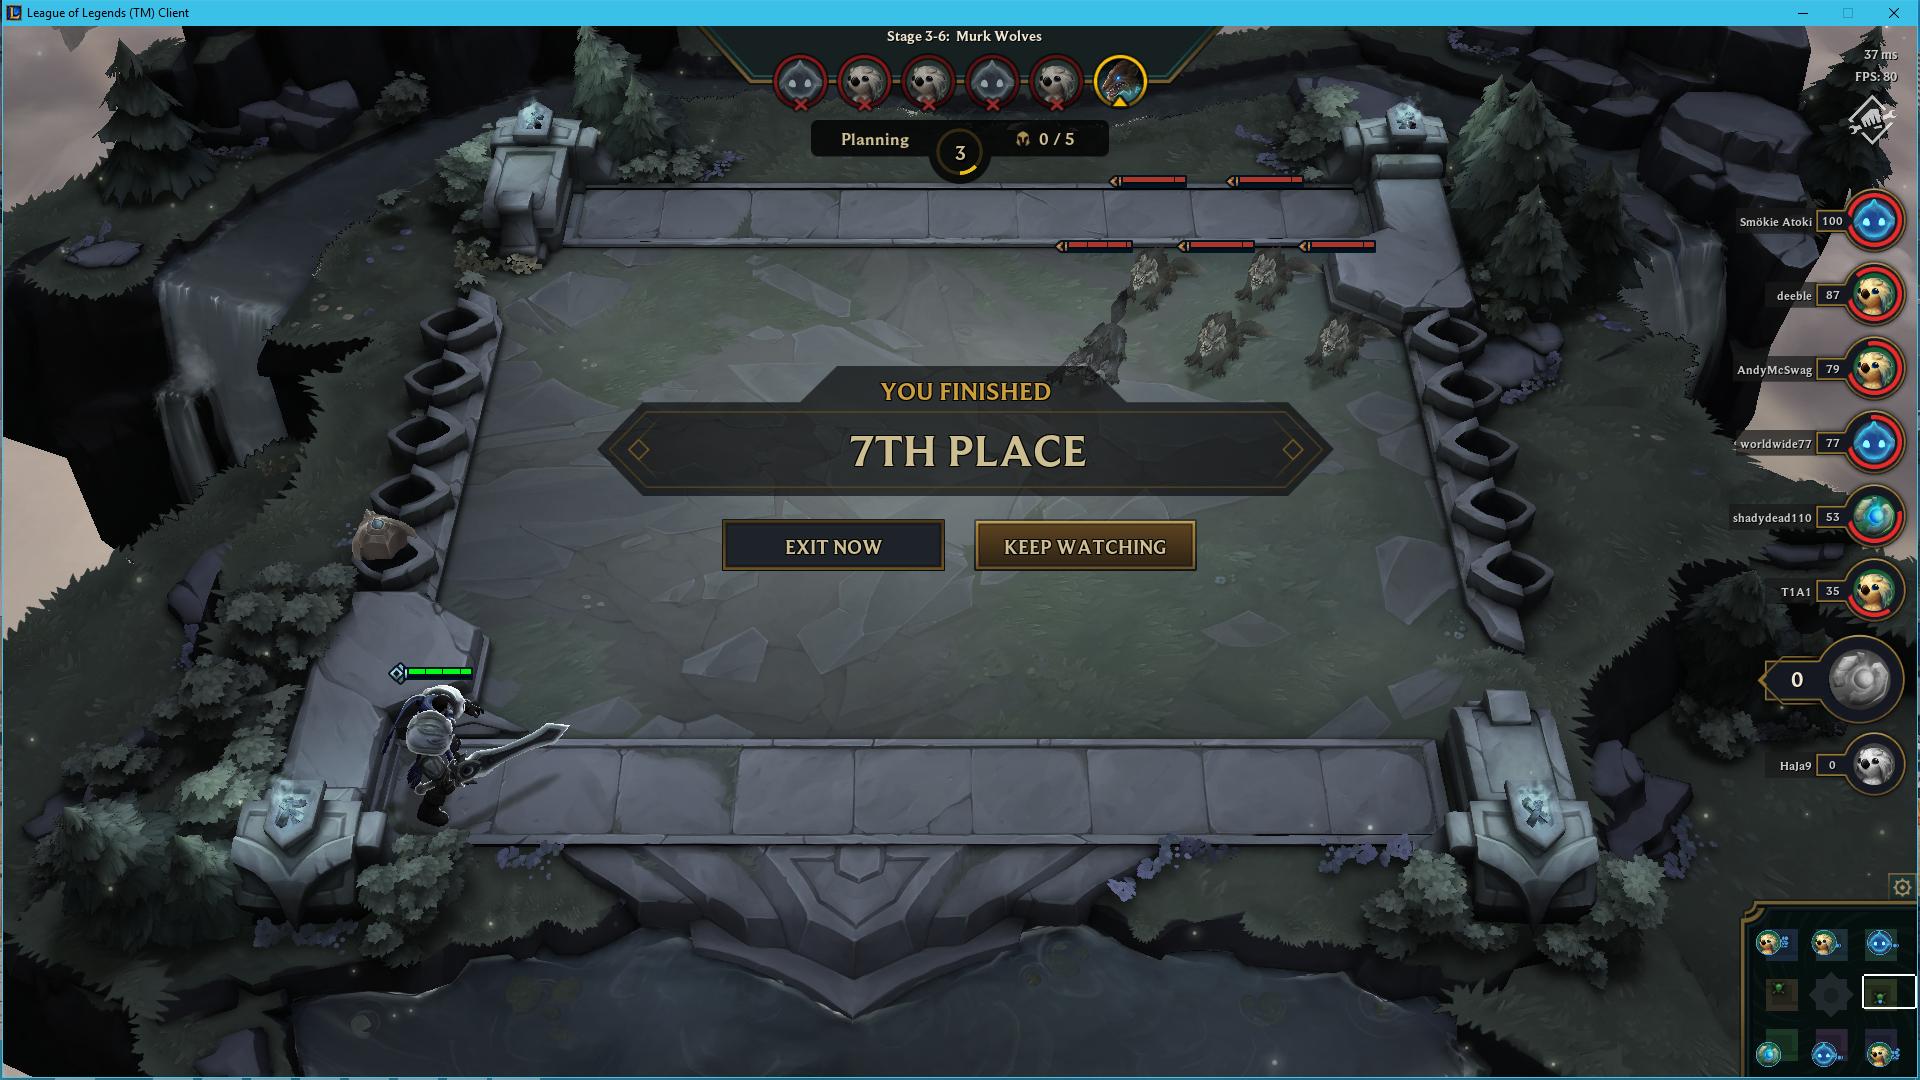 League of Legends (TM) Client
Stage 3-6: Murk Wolves
37 ms
FPS: 80
Planning
3
0 / 5
Smökie Atoki 100
deeble 87
AndyMcSwag 79
worldwide77 77
shadydead110 53
T1A1 35
0
HaJa9 0
YOU FINISHED
7TH PLACE
EXIT NOW
KEEP WATCHING